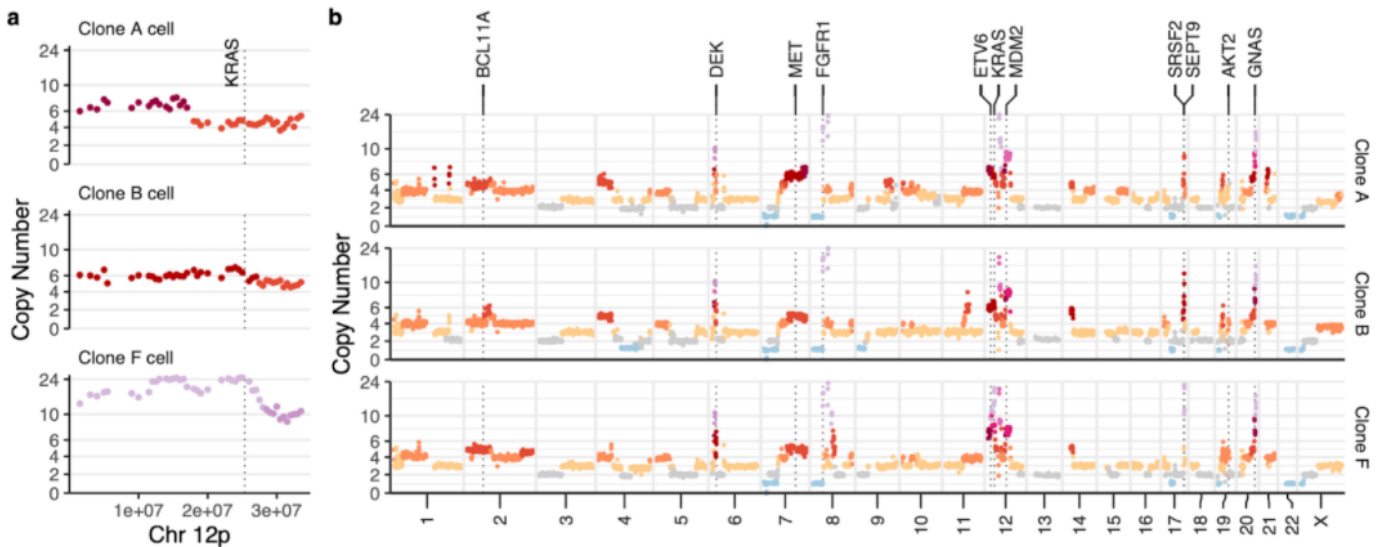 a
Clone A cell
KRAS
24
10
6
4
2
0
Clone B cell
24
10
6
4
2
0
Clone F cell
24
10
6
4
2
0
Copy Number
1e+07 2e+07 3e+07
Chr 12p
b
BCL11A DEK MET FGFR1 ETV6 KRAS MDM2 SRSF2 SEPT9 AKT2 GNAS
24
10
6
4
2
0
Clone A
24
10
6
4
2
0
Clone B
24
10
6
4
2
0
Clone F
Copy Number
Copy Number
1 2 3 4 5 6 7 8 9 10 11 12 13 14 15 16 17 18 19 20 21 22 X